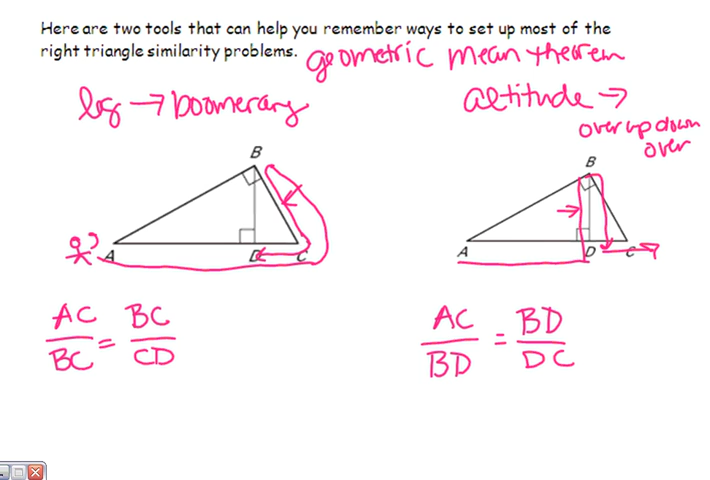 Here are two tools that can help you remember ways to set up most of the
right triangle similarity problems.
geometric mean theorem
leg → boomerang
altitude →
over up down
over
B
A
D
C
B
A
D
C
AC/BC = BC/CD
AC/BD = BD/DC